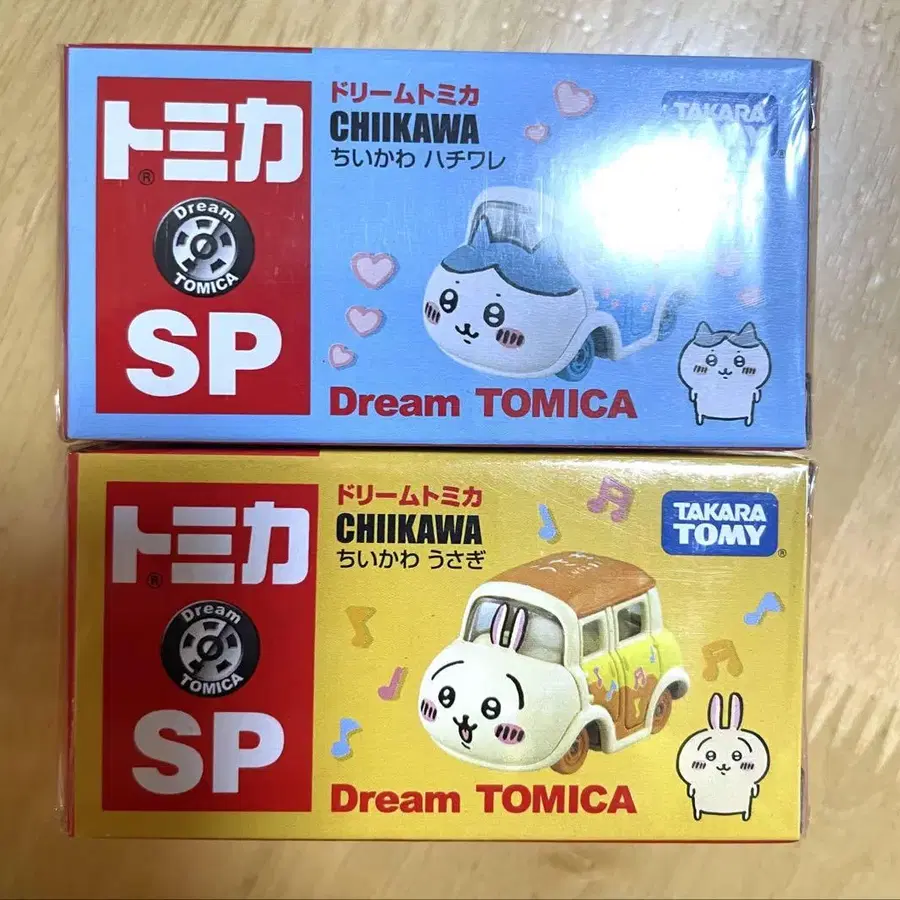 トミカ
®
Dream
TOMICA
SP
ドリームトミカ
CHIIKAWA
ちいかわ ハチワレ
TAKARA
TOMY
®
Dream TOMICA
トミカ
®
Dream
TOMICA
SP
ドリームトミカ
CHIIKAWA
ちいかわ うさぎ
TAKARA
TOMY
®
Dream TOMICA